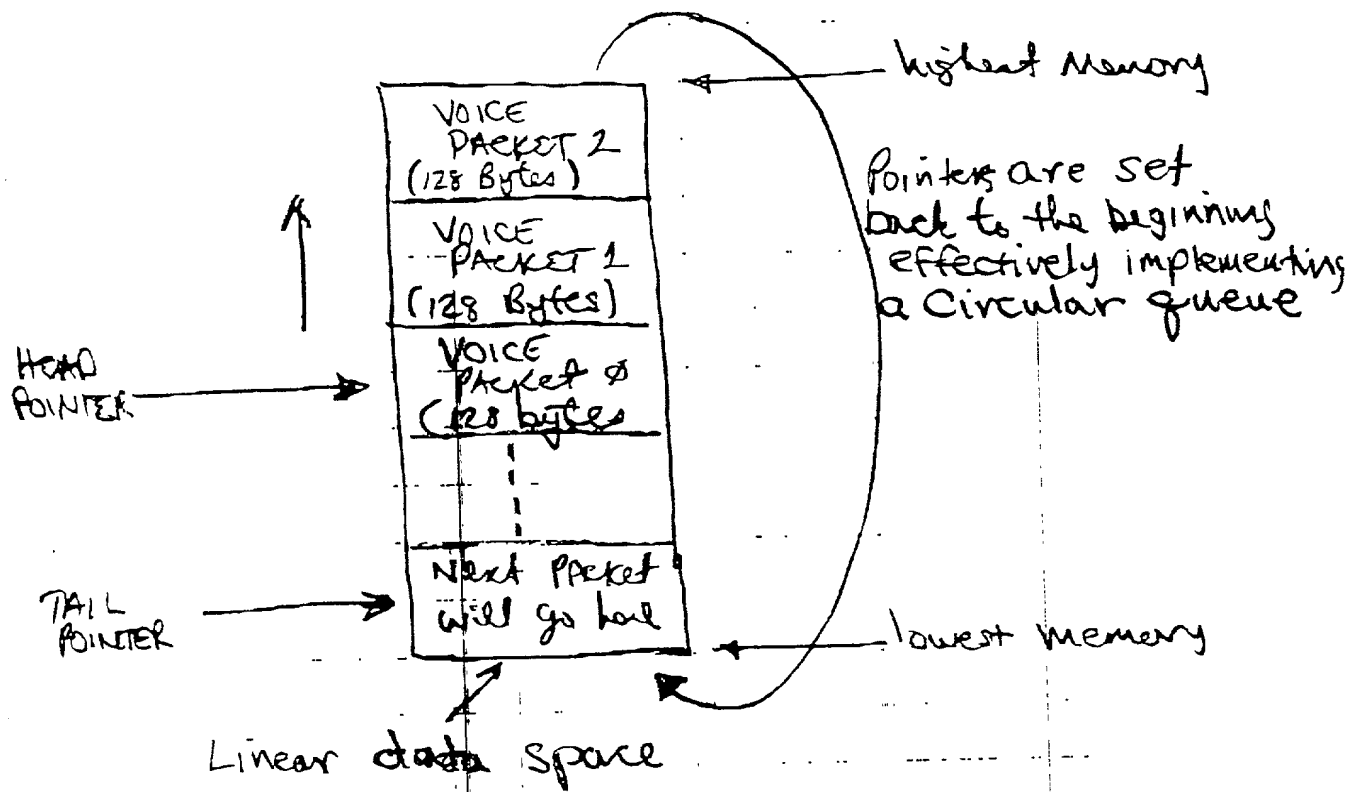 highest Memory
VOICE
PACKET 2
(128 Bytes)
Pointers are set
back to the beginning
effectively implementing
a Circular queue
VOICE
PACKET 1
(128 Bytes)
HEAD
POINTER
VOICE
PACKet ø
(128 bytes
TAIL
POINTER
Next PACket
will go here
lowest memory
Linear data space